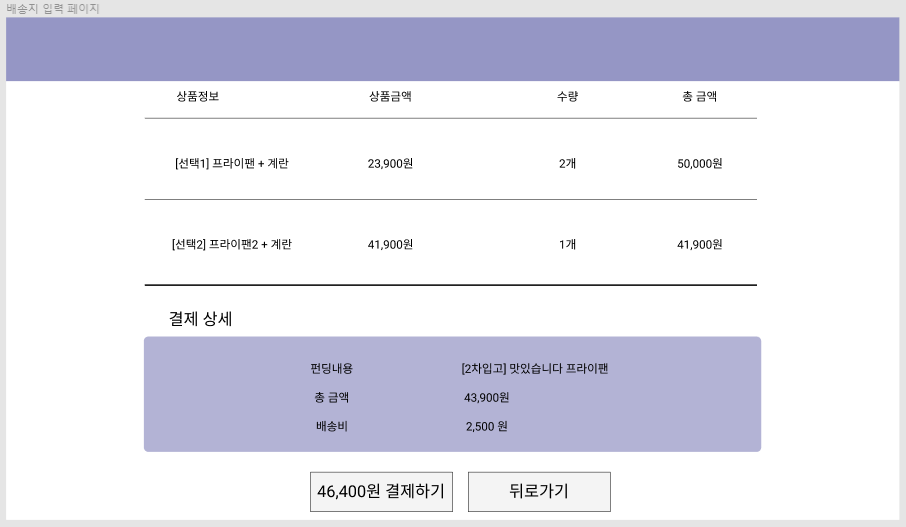 배송지 입력 페이지
상품정보 상품금액 수량 총 금액
[선택1] 프라이팬 + 계란 23,900원 2개 50,000원
[선택2] 프라이팬2 + 계란 41,900원 1개 41,900원
결제 상세
펀딩내용 [2차입고] 맛있습니다 프라이팬
총 금액 43,900원
배송비 2,500 원
46,400원 결제하기 뒤로가기